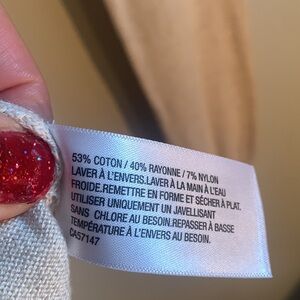 53% COTON / 40% RAYONNE / 7% NYLON
LAVER À L'ENVERS.LAVER À LA MAIN À L'EAU
FROIDE.REMETTRE EN FORME ET SÉCHER À PLAT.
UTILISER UNIQUEMENT UN JAVELLISANT
SANS CHLORE AU BESOIN.REPASSER À BASSE
TEMPÉRATURE À L'ENVERS AU BESOIN.
CA57147